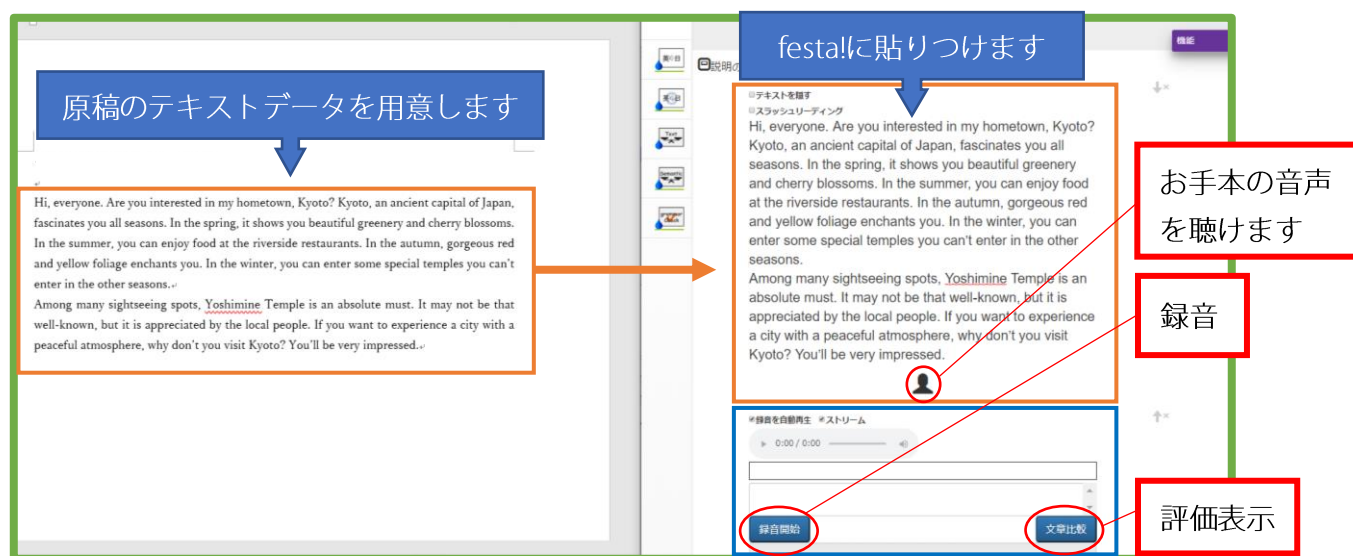 原稿のテキストデータを用意します
Hi, everyone. Are you interested in my hometown, Kyoto? Kyoto, an ancient capital of Japan,
fascinates you all seasons. In the spring, it shows you beautiful greenery and cherry blossoms.
In the summer, you can enjoy food at the riverside restaurants. In the autumn, gorgeous red
and yellow foliage enchants you. In the winter, you can enter some special temples you can't
enter in the other seasons.
Among many sightseeing spots, Yoshimine Temple is an absolute must. It may not be that
well-known, but it is appreciated by the local people. If you want to experience a city with a
peaceful atmosphere, why don't you visit Kyoto? You'll be very impressed.
festa!に貼りつけます
機能
説明の
テキストを隠す
スラッシュリーディング
Hi, everyone. Are you interested in my hometown, Kyoto?
Kyoto, an ancient capital of Japan, fascinates you all
seasons. In the spring, it shows you beautiful greenery
and cherry blossoms. In the summer, you can enjoy food
at the riverside restaurants. In the autumn, gorgeous red
and yellow foliage enchants you. In the winter, you can
enter some special temples you can't enter in the other
seasons.
Among many sightseeing spots, Yoshimine Temple is an
absolute must. It may not be that well-known, but it is
appreciated by the local people. If you want to experience
a city with a peaceful atmosphere, why don't you visit
Kyoto? You'll be very impressed.
録音を自動再生 ストリーム
0:00 / 0:00
録音開始
文章比較
お手本の音声
を聴けます
録音
評価表示
Text